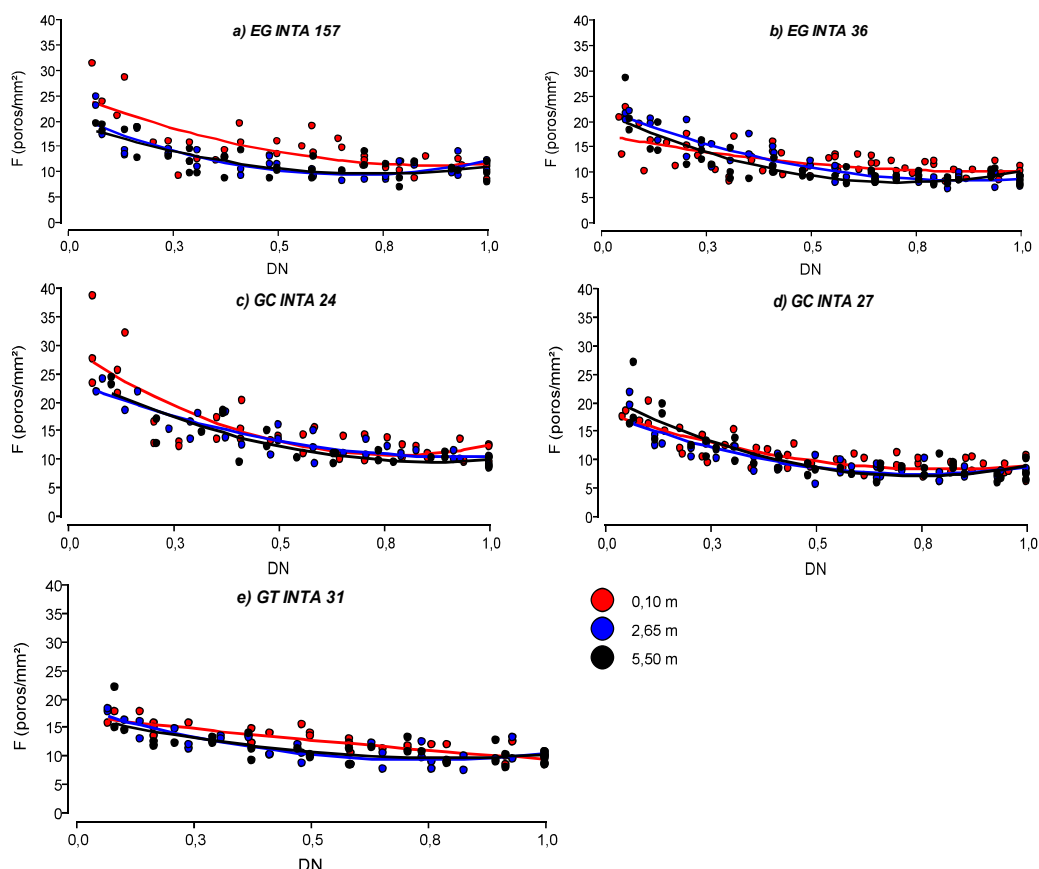 a) EG INTA 157
F (poros/mm²)
40
35
30
25
20
15
10
5
0
0,0 0,3 0,5 0,8 1,0
DN
b) EG INTA 36
F (poros/mm²)
40
35
30
25
20
15
10
5
0
0,0 0,3 0,5 0,8 1,0
DN
c) GC INTA 24
F (poros/mm²)
40
35
30
25
20
15
10
5
0
0,0 0,3 0,5 0,8 1,0
DN
d) GC INTA 27
F (poros/mm²)
40
35
30
25
20
15
10
5
0
0,0 0,3 0,5 0,8 1,0
DN
e) GT INTA 31
F (poros/mm²)
40
35
30
25
20
15
10
5
0
0,0 0,3 0,5 0,8 1,0
DN
0,10 m
2,65 m
5,50 m